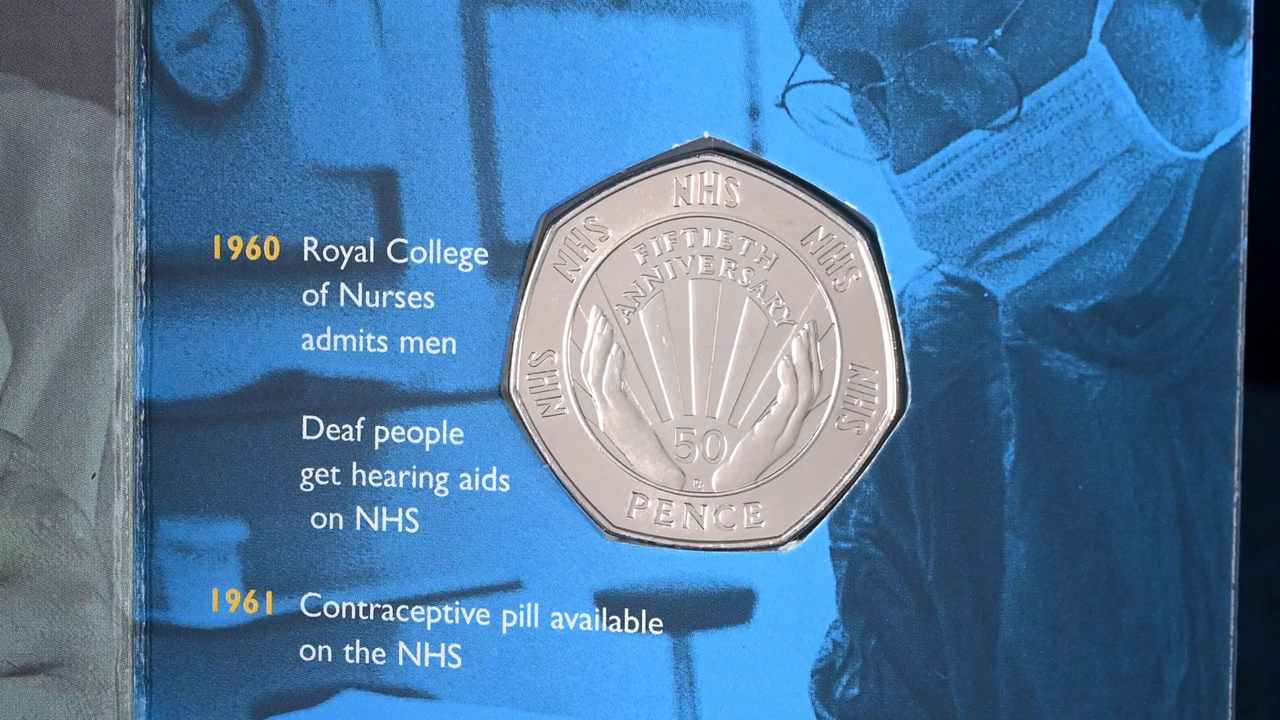 1960 Royal College
of Nurses
admits men
Deaf people
get hearing aids
on NHS
1961 Contraceptive pill available
on the NHS
NHS
NHS
NHS
NHS
NHS
FIFTIETH
ANNIVERSARY
50
PENCE